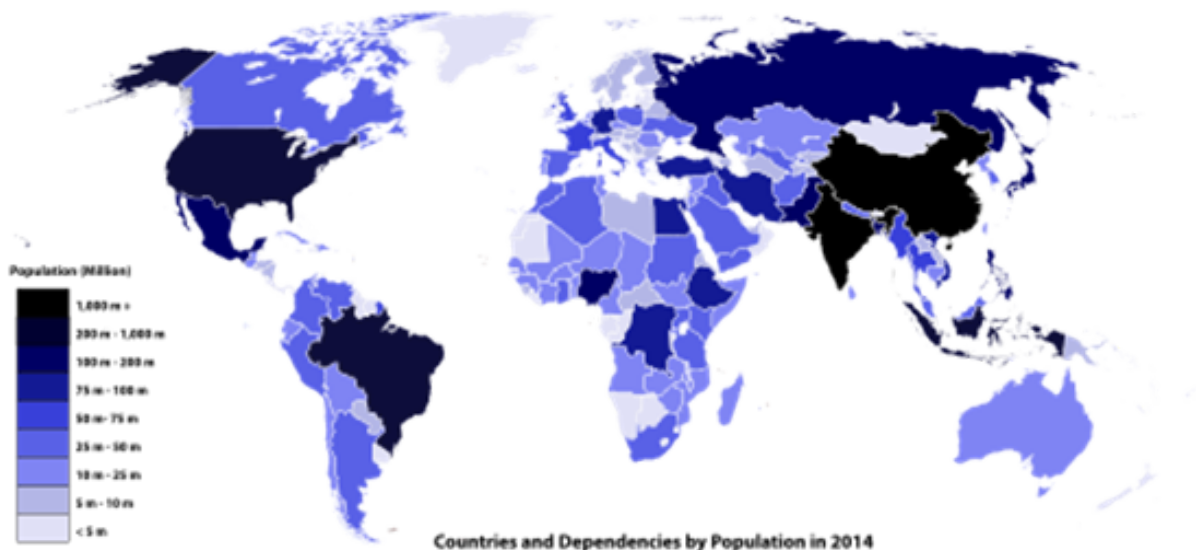 Population (Million)
1,000 m +
200 m - 1,000 m
100 m - 200 m
75 m - 100 m
50 m- 75 m
25 m - 50 m
10 m - 25 m
5 m - 10 m
< 5 m
Countries and Dependencies by Population in 2014